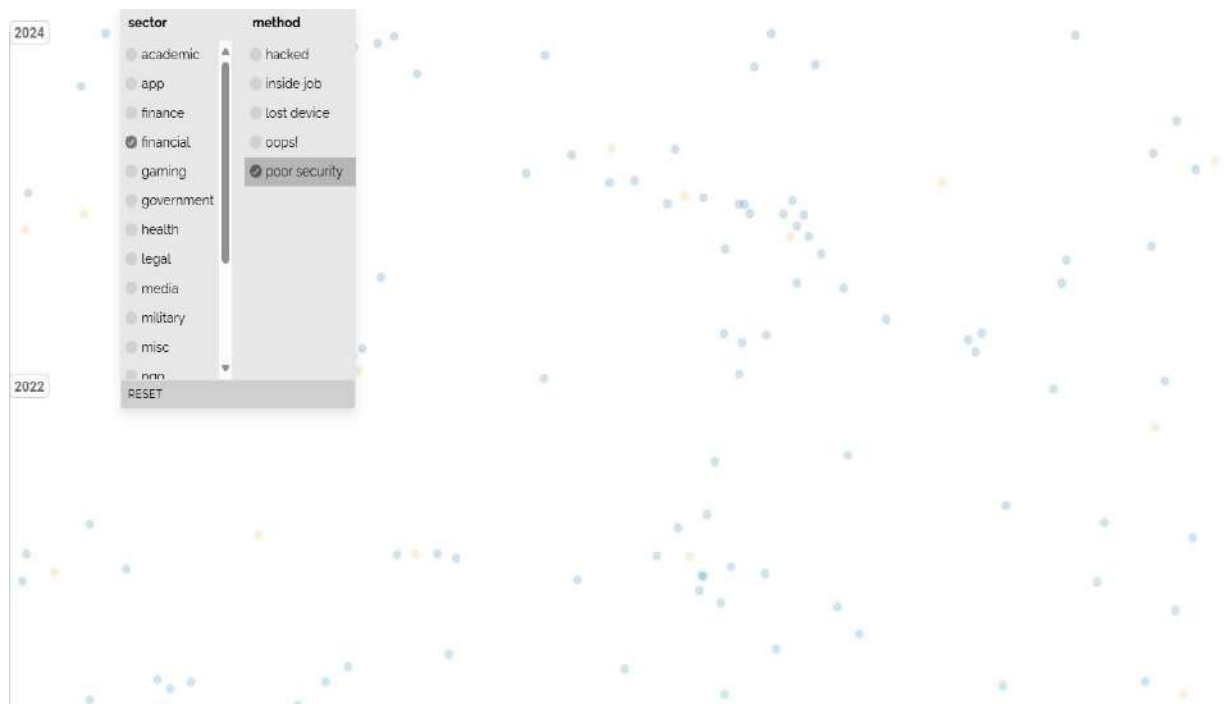 2024
sector
academic
app
finance
financial
gaming
government
health
legal
media
military
misc
ngo
method
hacked
inside job
lost device
oops!
poor security
RESET
2022